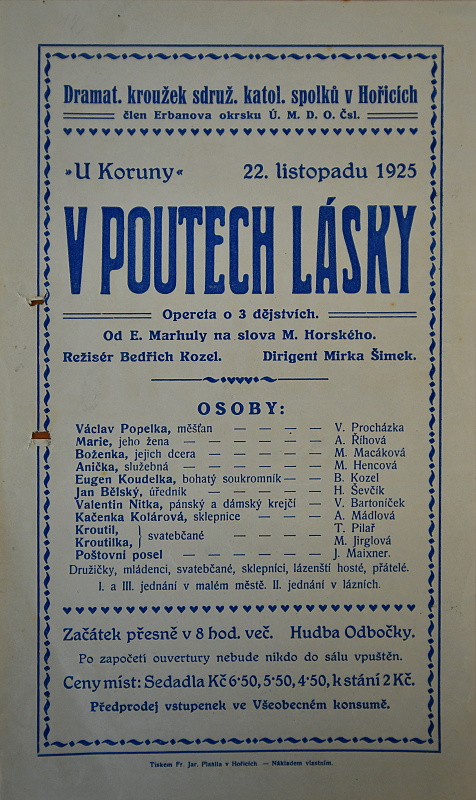 Dramat. kroužek sdruž. katol. spolků v Hořicích
člen Erbanova okrsku Ú. M. D. O. Čsl.
»U Koruny« 22. listopadu 1925
V POUTECH LÁSKY
Opereta o 3 dějstvích.
Od E. Marhuly na slova M. Horského.
Režisér Bedřich Kozel. Dirigent Mirka Šimek.
OSOBY:
Václav Popelka, měšťan — — — — V. Procházka
Marie, jeho žena — — — — — — A. Říhová
Boženka, jejich dcera — — — — — M. Macáková
Anička, služebná — — — — — — M. Hencová
Eugen Koudelka, bohatý soukromník — — B. Kozel
Jan Bělský, úředník — — — — — — H. Ševčík
Valentin Nitka, pánský a dámský krejčí — V. Bartoníček
Kačenka Kolárová, sklepnice — — — A. Mádlová
Kroutil, T. Pilař
} svatebčané — — — —
Kroutilka, M. Jirglová
Poštovní posel — — — — — — J. Maixner.
Družičky, mládenci, svatebčané, sklepníci, lázenští hosté, přátelé.
I. a III. jednání v malém městě. II. jednání v lázních.
Začátek přesně v 8 hod. več. Hudba Odbočky.
Po započetí ouvertury nebude nikdo do sálu vpuštěn.
Ceny míst: Sedadla Kč 6·50, 5·50, 4·50, k stání 2 Kč.
Předprodej vstupenek ve Všeobecném konsumě.
Tiskem Fr. Jar. Plašila v Hořicích — Nákladem vlastním.